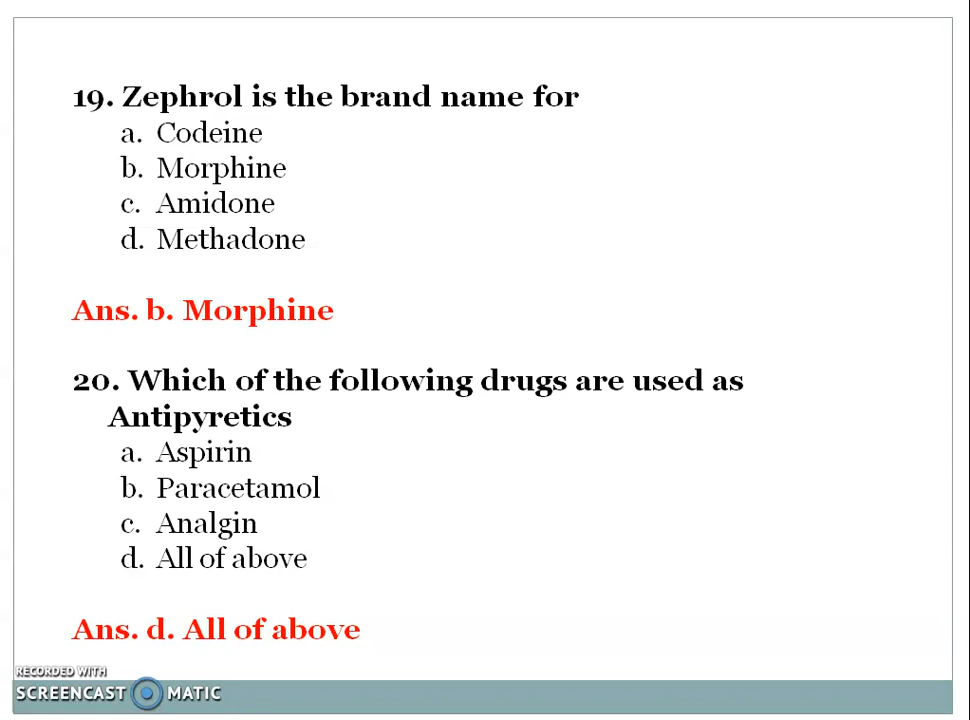 19. Zephrol is the brand name for
a. Codeine
b. Morphine
c. Amidone
d. Methadone
Ans. b. Morphine
20. Which of the following drugs are used as
Antipyretics
a. Aspirin
b. Paracetamol
c. Analgin
d. All of above
Ans. d. All of above
RECORDED WITH
SCREENCAST MATIC